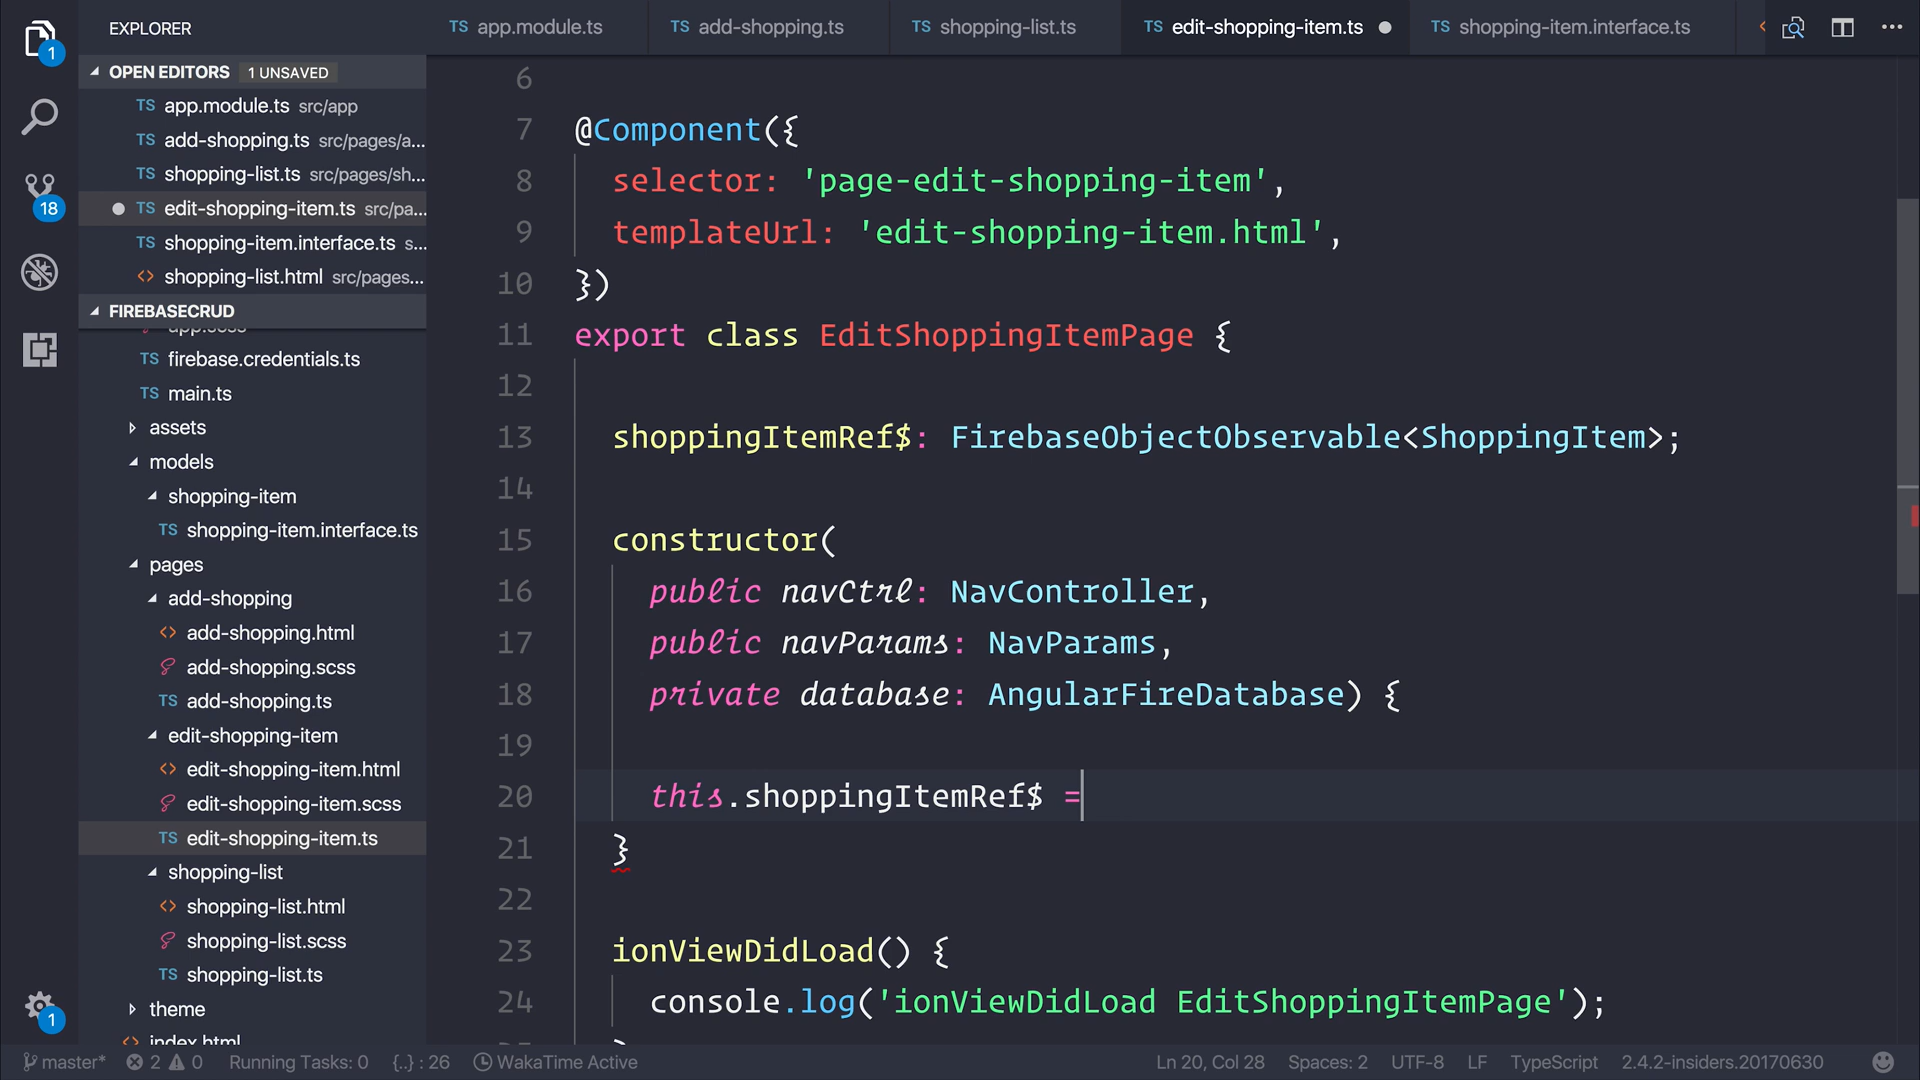 EXPLORER
TS app.module.ts
TS add-shopping.ts
TS shopping-list.ts
TS edit-shopping-item.ts
TS shopping-item.interface.ts
OPEN EDITORS 1 UNSAVED
TS app.module.ts src/app
TS add-shopping.ts src/pages/a...
TS shopping-list.ts src/pages/sh...
TS edit-shopping-item.ts src/pa...
TS shopping-item.interface.ts s...
<> shopping-list.html src/pages...
FIREBASECRUD
app.scss
TS firebase.credentials.ts
TS main.ts
assets
models
shopping-item
TS shopping-item.interface.ts
pages
add-shopping
<> add-shopping.html
add-shopping.scss
TS add-shopping.ts
edit-shopping-item
<> edit-shopping-item.html
edit-shopping-item.scss
TS edit-shopping-item.ts
shopping-list
<> shopping-list.html
shopping-list.scss
TS shopping-list.ts
theme
<> index.html
1
18
1
6
7 @Component({
8 selector: 'page-edit-shopping-item',
9 templateUrl: 'edit-shopping-item.html',
10 })
11 export class EditShoppingItemPage {
12
13 shoppingItemRef$: FirebaseObjectObservable<ShoppingItem>;
14
15 constructor(
16 public navCtrl: NavController,
17 public navParams: NavParams,
18 private database: AngularFireDatabase) {
19
20 this.shoppingItemRef$ =
21 }
22
23 ionViewDidLoad() {
24 console.log('ionViewDidLoad EditShoppingItemPage');
master* 2 0 Running Tasks: 0 {..} : 26 WakaTime Active Ln 20, Col 28 Spaces: 2 UTF-8 LF TypeScript 2.4.2-insiders.20170630